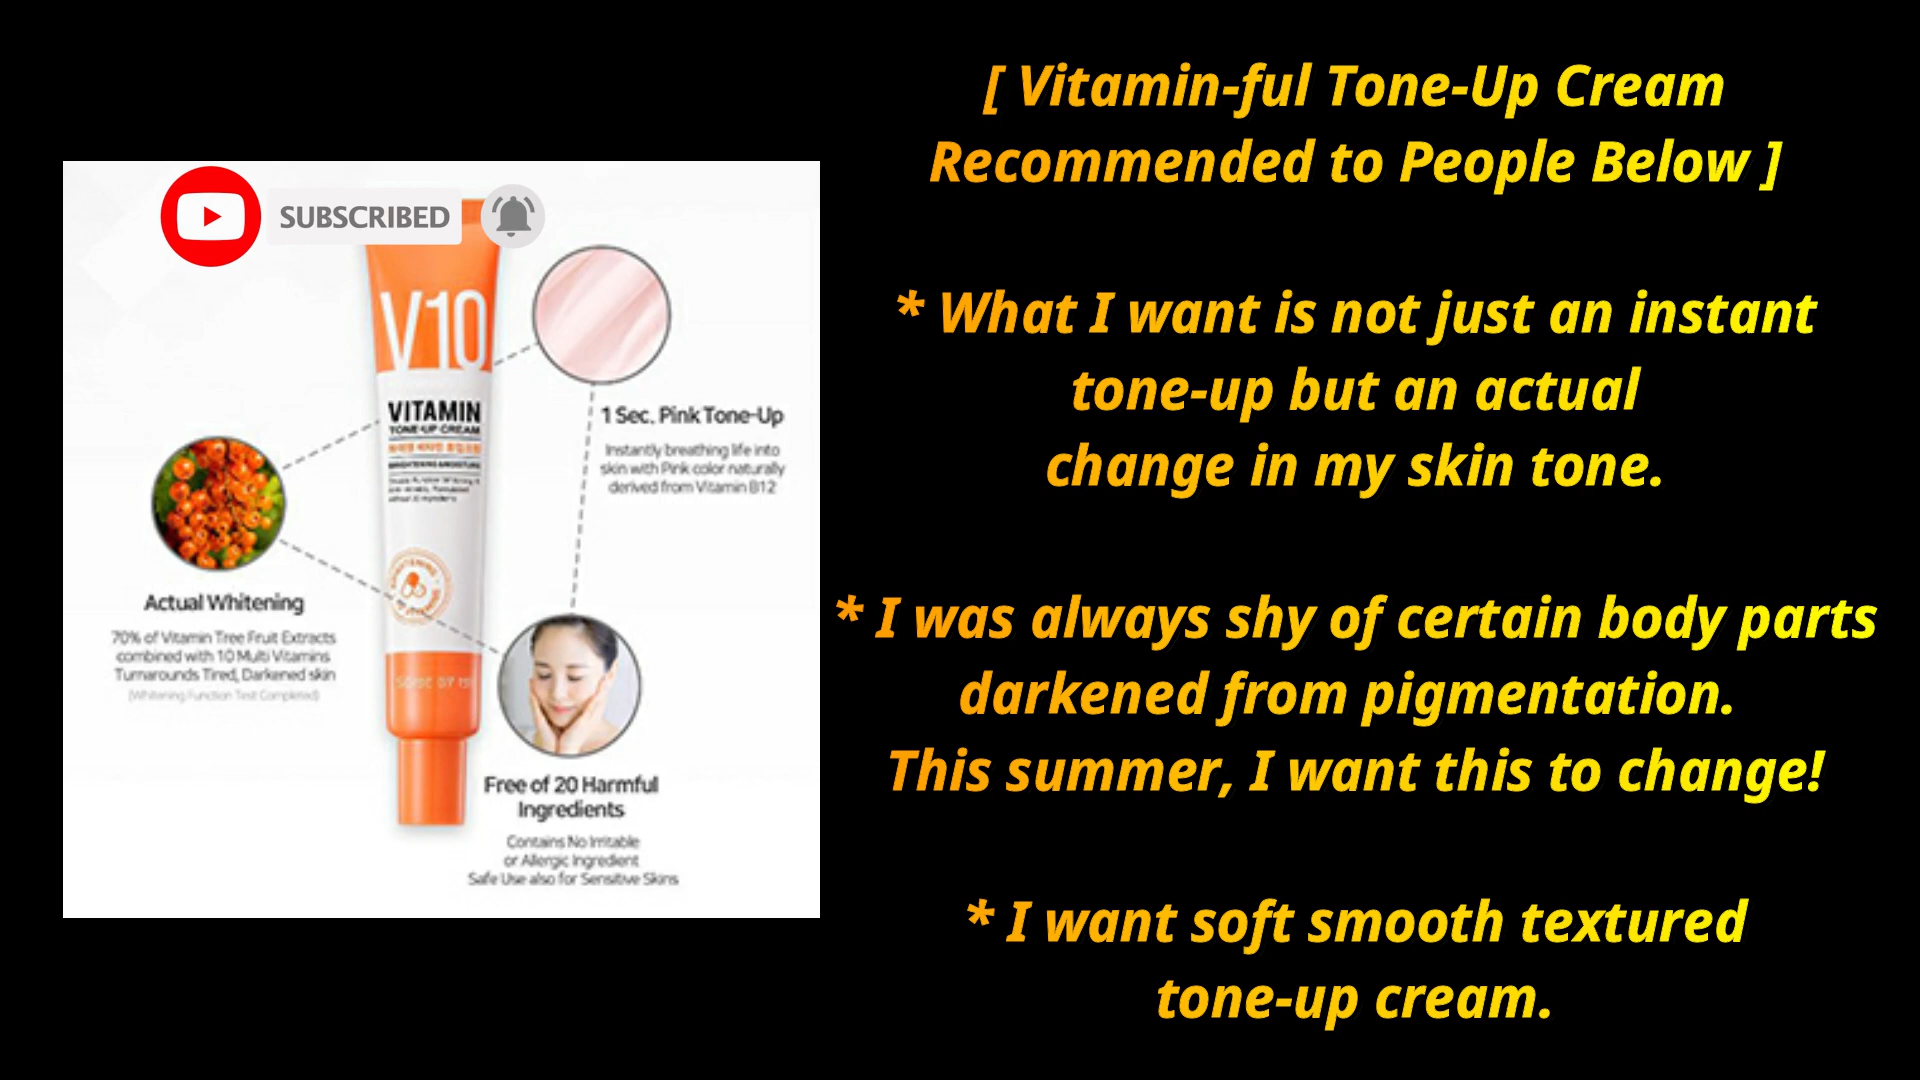 [ Vitamin-ful Tone-Up Cream
Recommended to People Below ]
* What I want is not just an instant
tone-up but an actual
change in my skin tone.
* I was always shy of certain body parts
darkened from pigmentation.
This summer, I want this to change!
* I want soft smooth textured
tone-up cream.
SUBSCRIBED
V10
VITAMIN
TONE-UP CREAM
1 Sec. Pink Tone-Up
Instantly breathing life into
skin with Pink color naturally
derived from Vitamin B12
Actual Whitening
70% of Vitamin Tree Fruit Extracts
combined with 10 Multi Vitamins
Turnarounds Tired, Darkened skin
(Whitening Function Test Completed)
Free of 20 Harmful
Ingredients
Contains No Irritable
or Allergic Ingredient
Safe Use also for Sensitive Skins